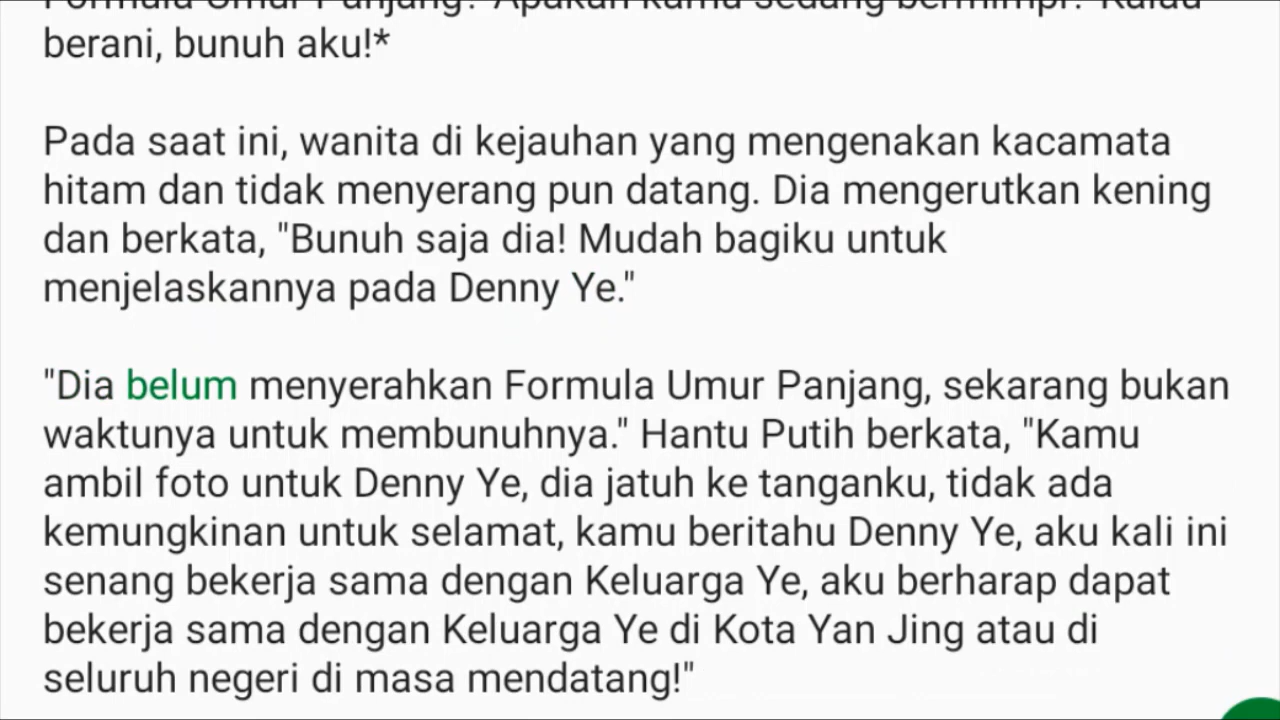 berani, bunuh aku!*
Pada saat ini, wanita di kejauhan yang mengenakan kacamata
hitam dan tidak menyerang pun datang. Dia mengerutkan kening
dan berkata, "Bunuh saja dia! Mudah bagiku untuk
menjelaskannya pada Denny Ye."
"Dia belum menyerahkan Formula Umur Panjang, sekarang bukan
waktunya untuk membunuhnya." Hantu Putih berkata, "Kamu
ambil foto untuk Denny Ye, dia jatuh ke tanganku, tidak ada
kemungkinan untuk selamat, kamu beritahu Denny Ye, aku kali ini
senang bekerja sama dengan Keluarga Ye, aku berharap dapat
bekerja sama dengan Keluarga Ye di Kota Yan Jing atau di
seluruh negeri di masa mendatang!"